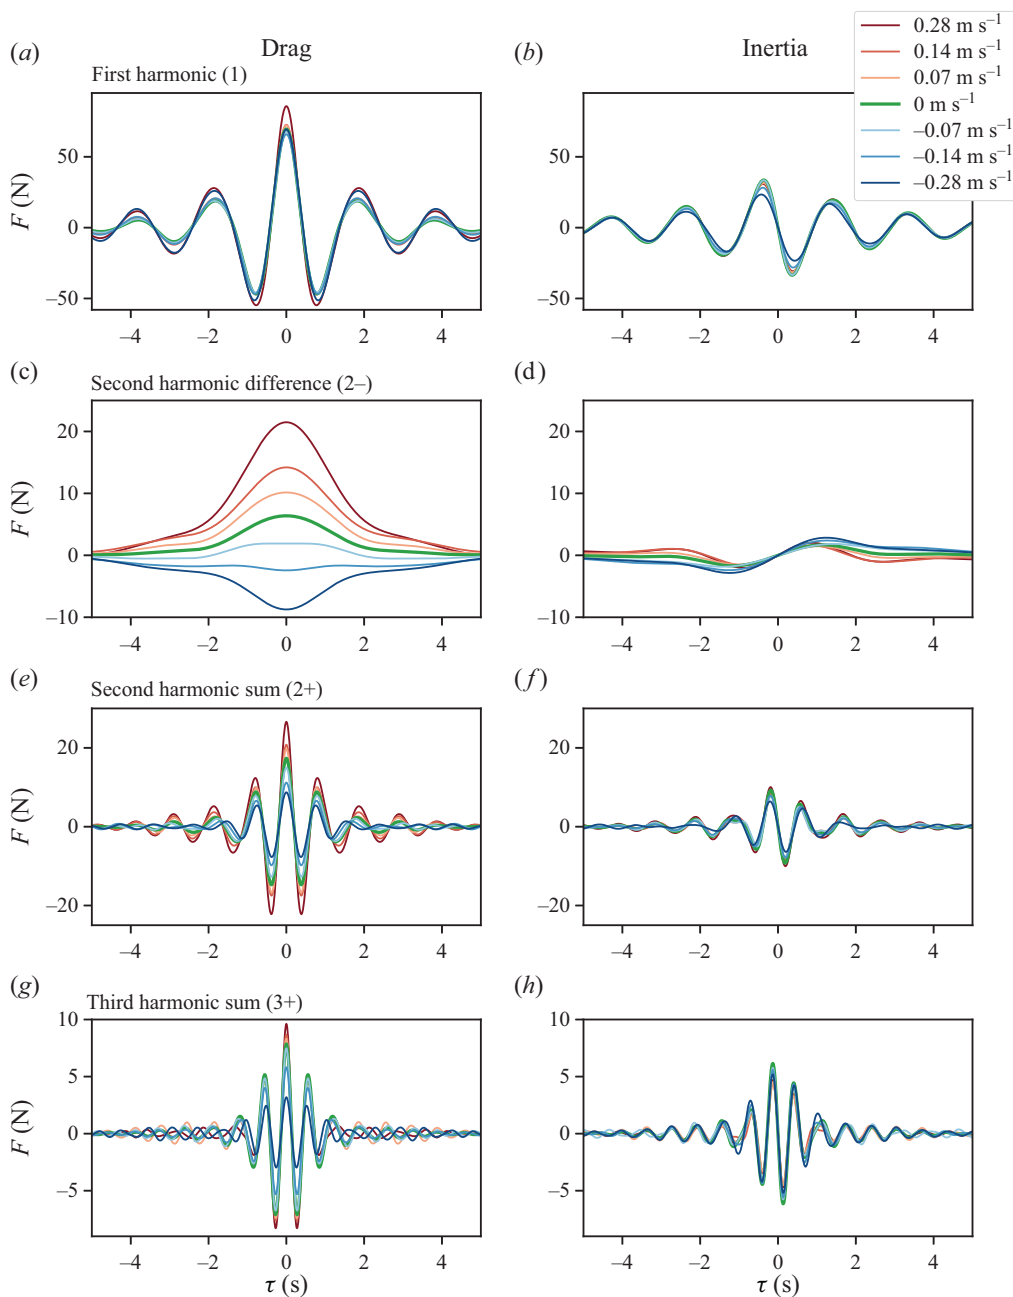 (a) Drag (b) Inertia
0.28 m s⁻¹
0.14 m s⁻¹
0.07 m s⁻¹
0 m s⁻¹
–0.07 m s⁻¹
–0.14 m s⁻¹
–0.28 m s⁻¹
First harmonic (1)
F (N)
50
0
–50
–4 –2 0 2 4
50
0
–50
–4 –2 0 2 4
(c) (d)
Second harmonic difference (2–)
F (N)
20
10
0
–10
–4 –2 0 2 4
20
10
0
–10
–4 –2 0 2 4
(e) (f)
Second harmonic sum (2+)
F (N)
20
0
–20
–4 –2 0 2 4
20
0
–20
–4 –2 0 2 4
(g) (h)
Third harmonic sum (3+)
F (N)
10
5
0
–5
–4 –2 0 2 4
τ (s)
10
5
0
–5
–4 –2 0 2 4
τ (s)